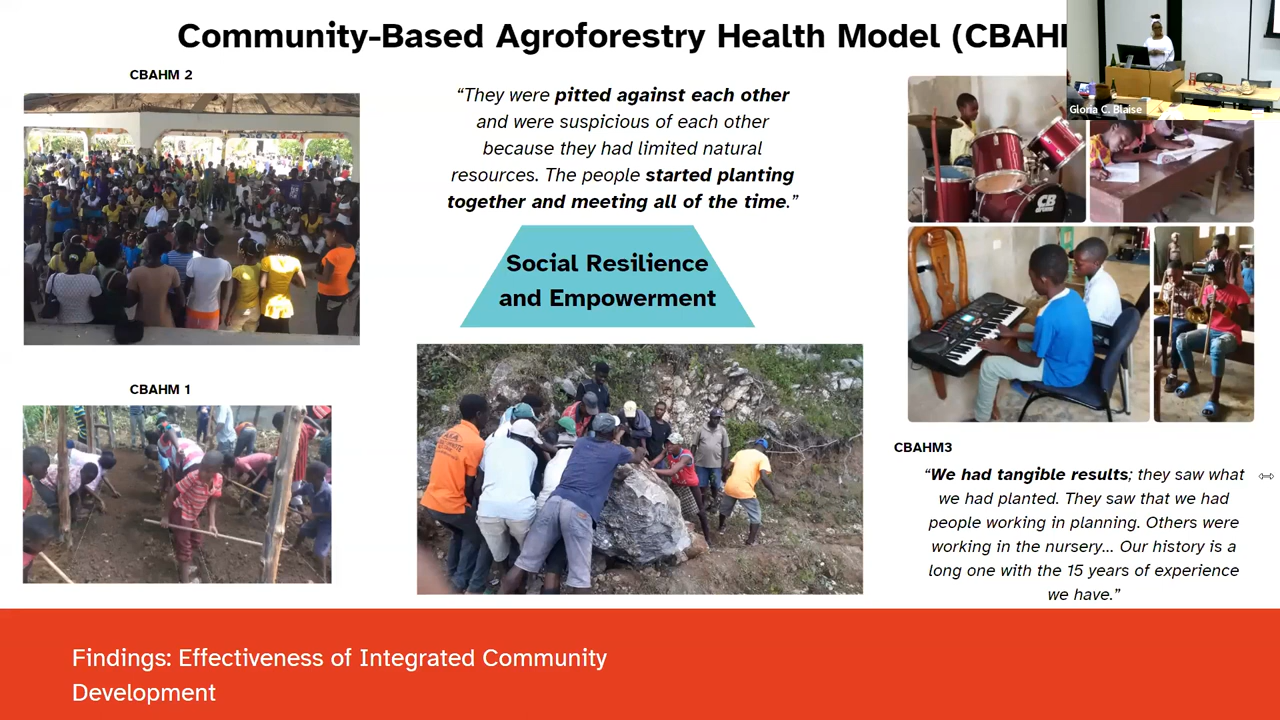 Community-Based Agroforestry Health Model
Gloria C. Blaise
CBAHM 2
“They were pitted against each other
and were suspicious of each other
because they had limited natural
resources. The people started planting
together and meeting all of the time.”
Social Resilience
and Empowerment
CBAHM 1
CB
CBAHM3
“We had tangible results; they saw what
we had planted. They saw that we had
people working in planning. Others were
working in the nursery... Our history is a
long one with the 15 years of experience
we have.”
Findings: Effectiveness of Integrated Community
Development